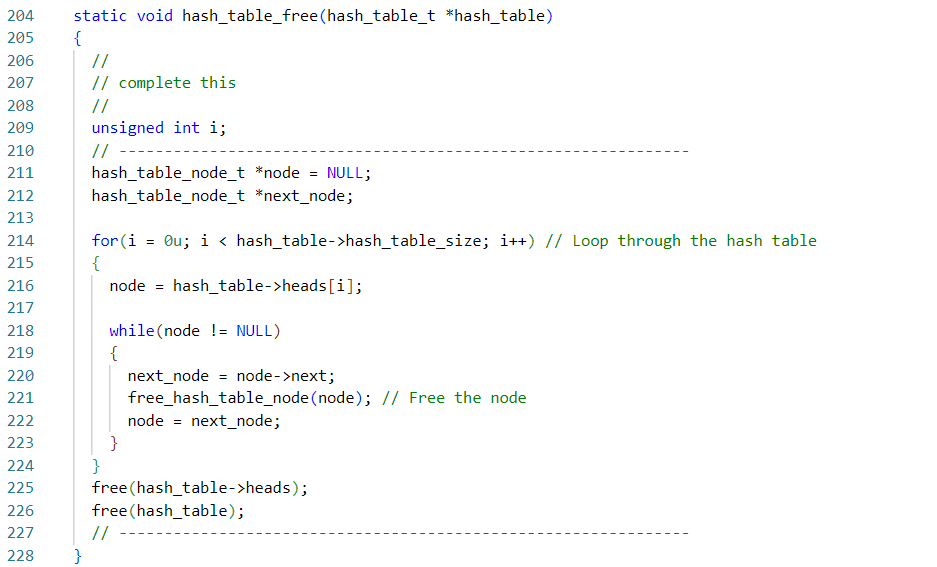 204 static void hash_table_free(hash_table_t *hash_table)
205 {
206   //
207   // complete this
208   //
209   unsigned int i;
210   // ---------------------------------------------------------------
211   hash_table_node_t *node = NULL;
212   hash_table_node_t *next_node;
213
214   for(i = 0u; i < hash_table->hash_table_size; i++) // Loop through the hash table
215   {
216     node = hash_table->heads[i];
217
218     while(node != NULL)
219     {
220       next_node = node->next;
221       free_hash_table_node(node); // Free the node
222       node = next_node;
223     }
224   }
225   free(hash_table->heads);
226   free(hash_table);
227   // ---------------------------------------------------------------
228 }